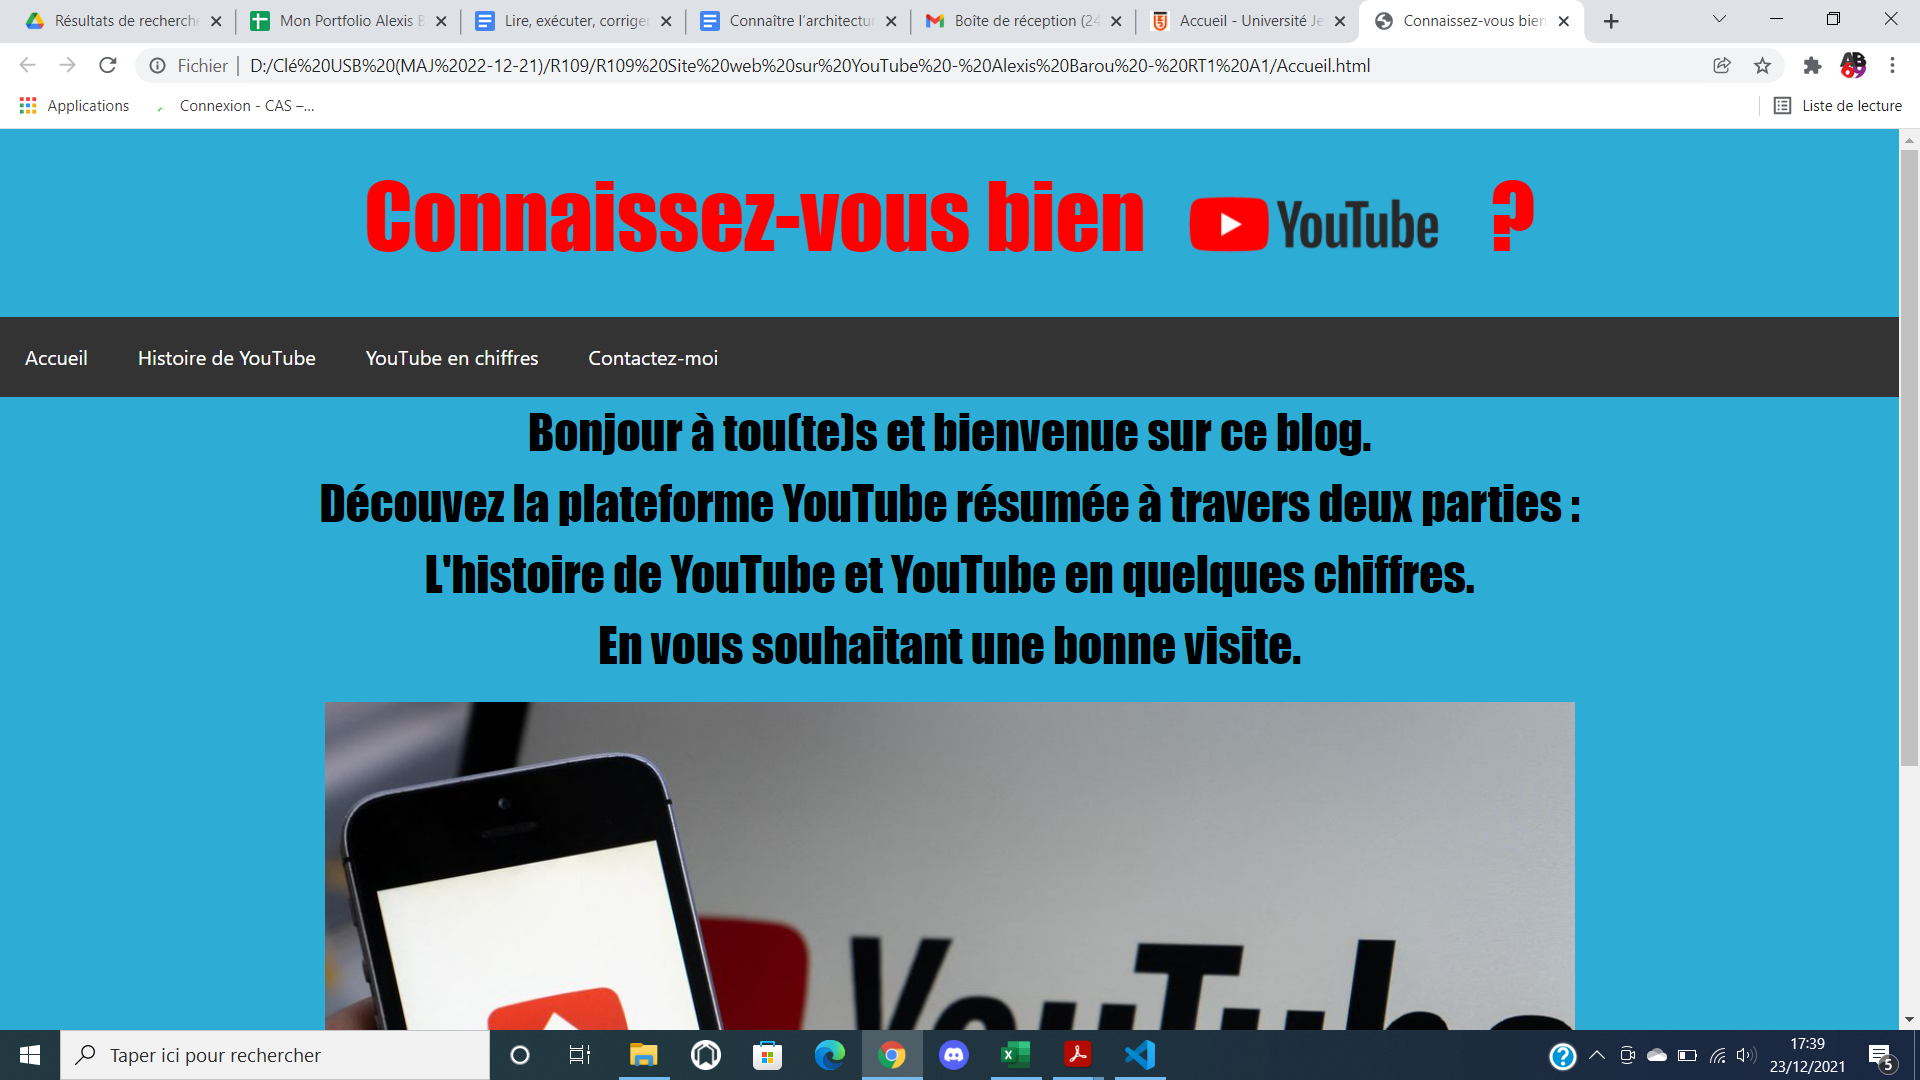 Résultats de recherche
Mon Portfolio Alexis B
Lire, exécuter, corriger
Connaître l'architectur
Boîte de réception (24
Accueil - Université Je
Connaissez-vous bien
Fichier
D:/Clé%20USB%20(MAJ%2022-12-21)/R109/R109%20Site%20web%20sur%20YouTube%20-%20Alexis%20Barou%20-%20RT1%20A1/Accueil.html
Applications
Connexion - CAS –...
Liste de lecture
Connaissez-vous bien YouTube ?
Accueil
Histoire de YouTube
YouTube en chiffres
Contactez-moi
Bonjour à tou(te)s et bienvenue sur ce blog.
Découvez la plateforme YouTube résumée à travers deux parties :
L'histoire de YouTube et YouTube en quelques chiffres.
En vous souhaitant une bonne visite.
YouTube
Taper ici pour rechercher
17:39
23/12/2021
5